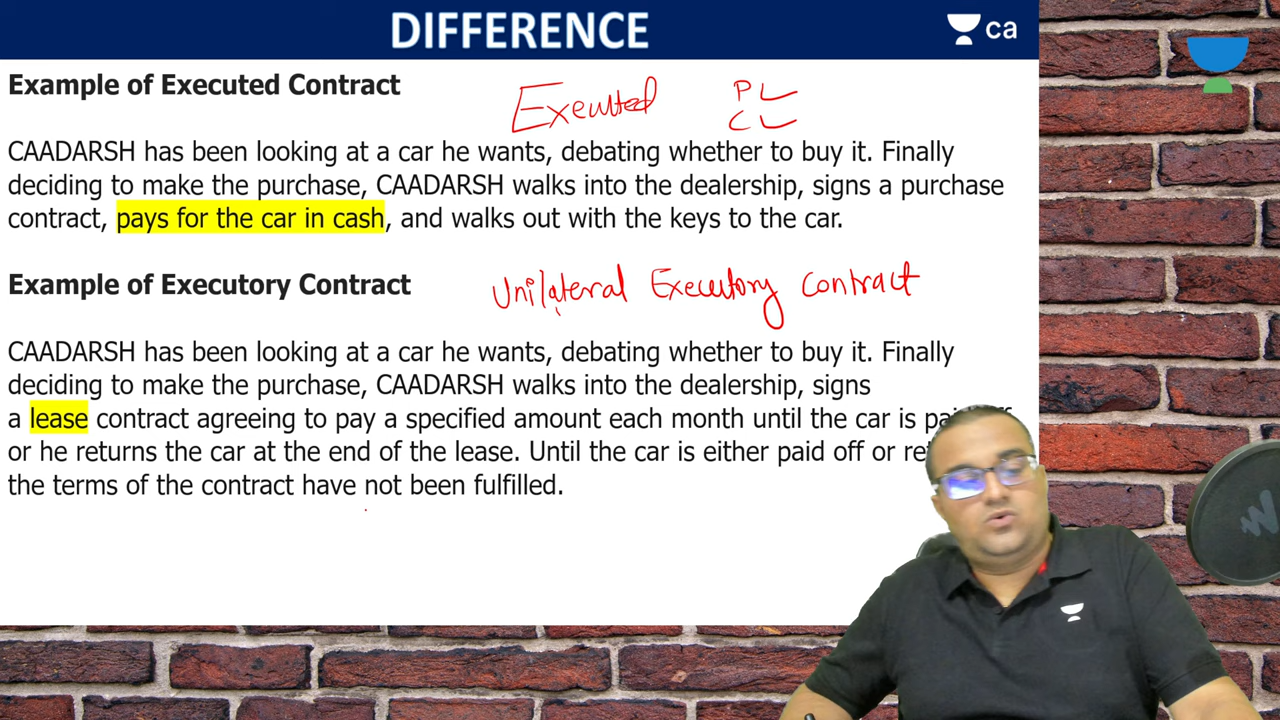 DIFFERENCE
ca
Example of Executed Contract
Executed
P
C
CAADARSH has been looking at a car he wants, debating whether to buy it. Finally
deciding to make the purchase, CAADARSH walks into the dealership, signs a purchase
contract, pays for the car in cash, and walks out with the keys to the car.
Example of Executory Contract
Unilateral Executory Contract
CAADARSH has been looking at a car he wants, debating whether to buy it. Finally
deciding to make the purchase, CAADARSH walks into the dealership, signs
a lease contract agreeing to pay a specified amount each month until the car is
or he returns the car at the end of the lease. Until the car is either paid off or
the terms of the contract have not been fulfilled.